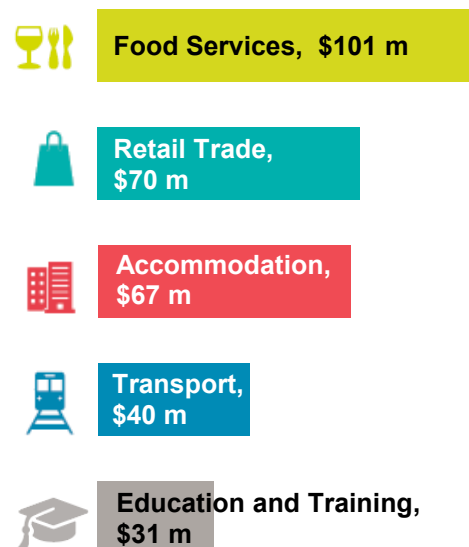 Food Services, $101 m
Retail Trade,
$70 m
Accommodation,
$67 m
Transport,
$40 m
Education and Training,
$31 m